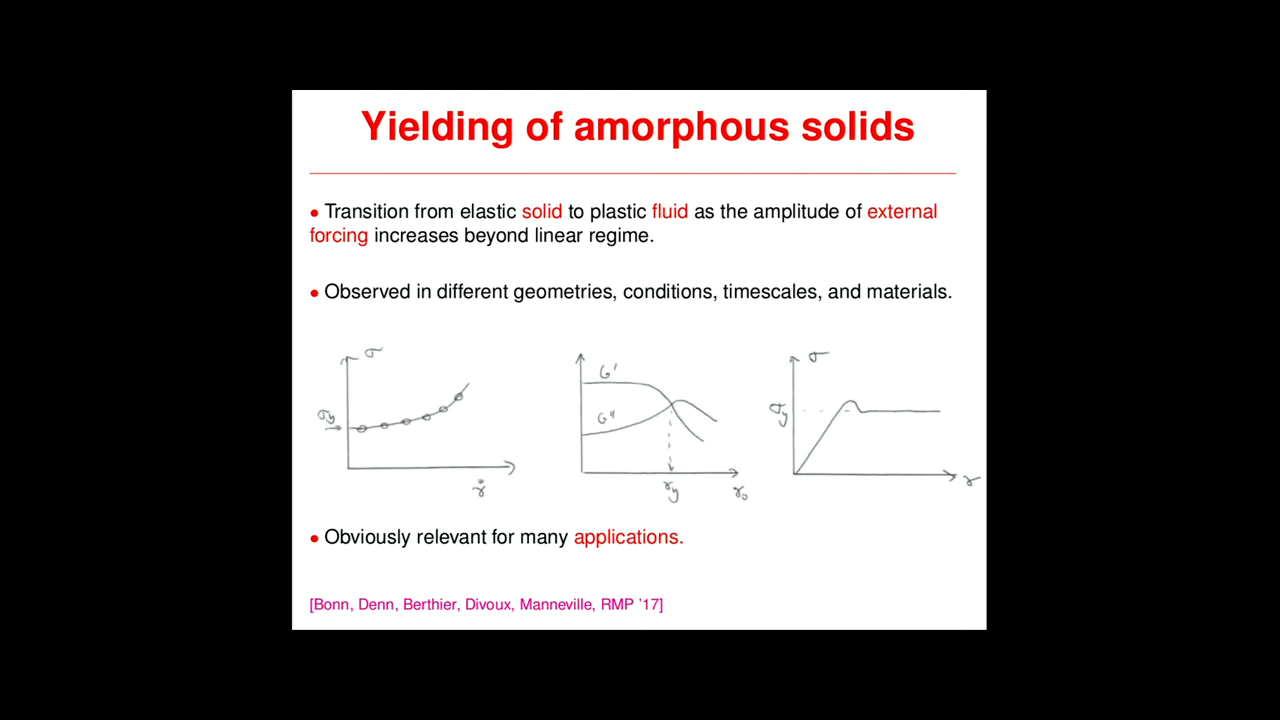 Yielding of amorphous solids
• Transition from elastic solid to plastic fluid as the amplitude of external
forcing increases beyond linear regime.
• Observed in different geometries, conditions, timescales, and materials.
σ
σy
γ̇
G'
G"
γy
γ₀
σ
σy
γ
• Obviously relevant for many applications.
[Bonn, Denn, Berthier, Divoux, Manneville, RMP '17]